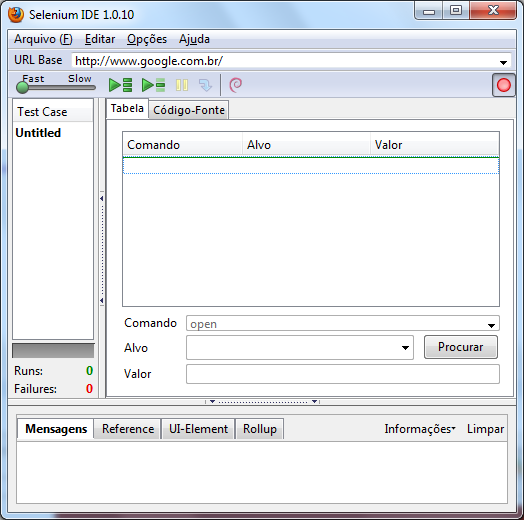 Selenium IDE 1.0.10
Arquivo (F) Editar Opções Ajuda
URL Base http://www.google.com.br/
Fast Slow
Test Case
Untitled
Tabela Código-Fonte
Comando Alvo Valor
Comando open
Alvo Procurar
Valor
Runs: 0
Failures: 0
Mensagens Reference UI-Element Rollup Informações Limpar